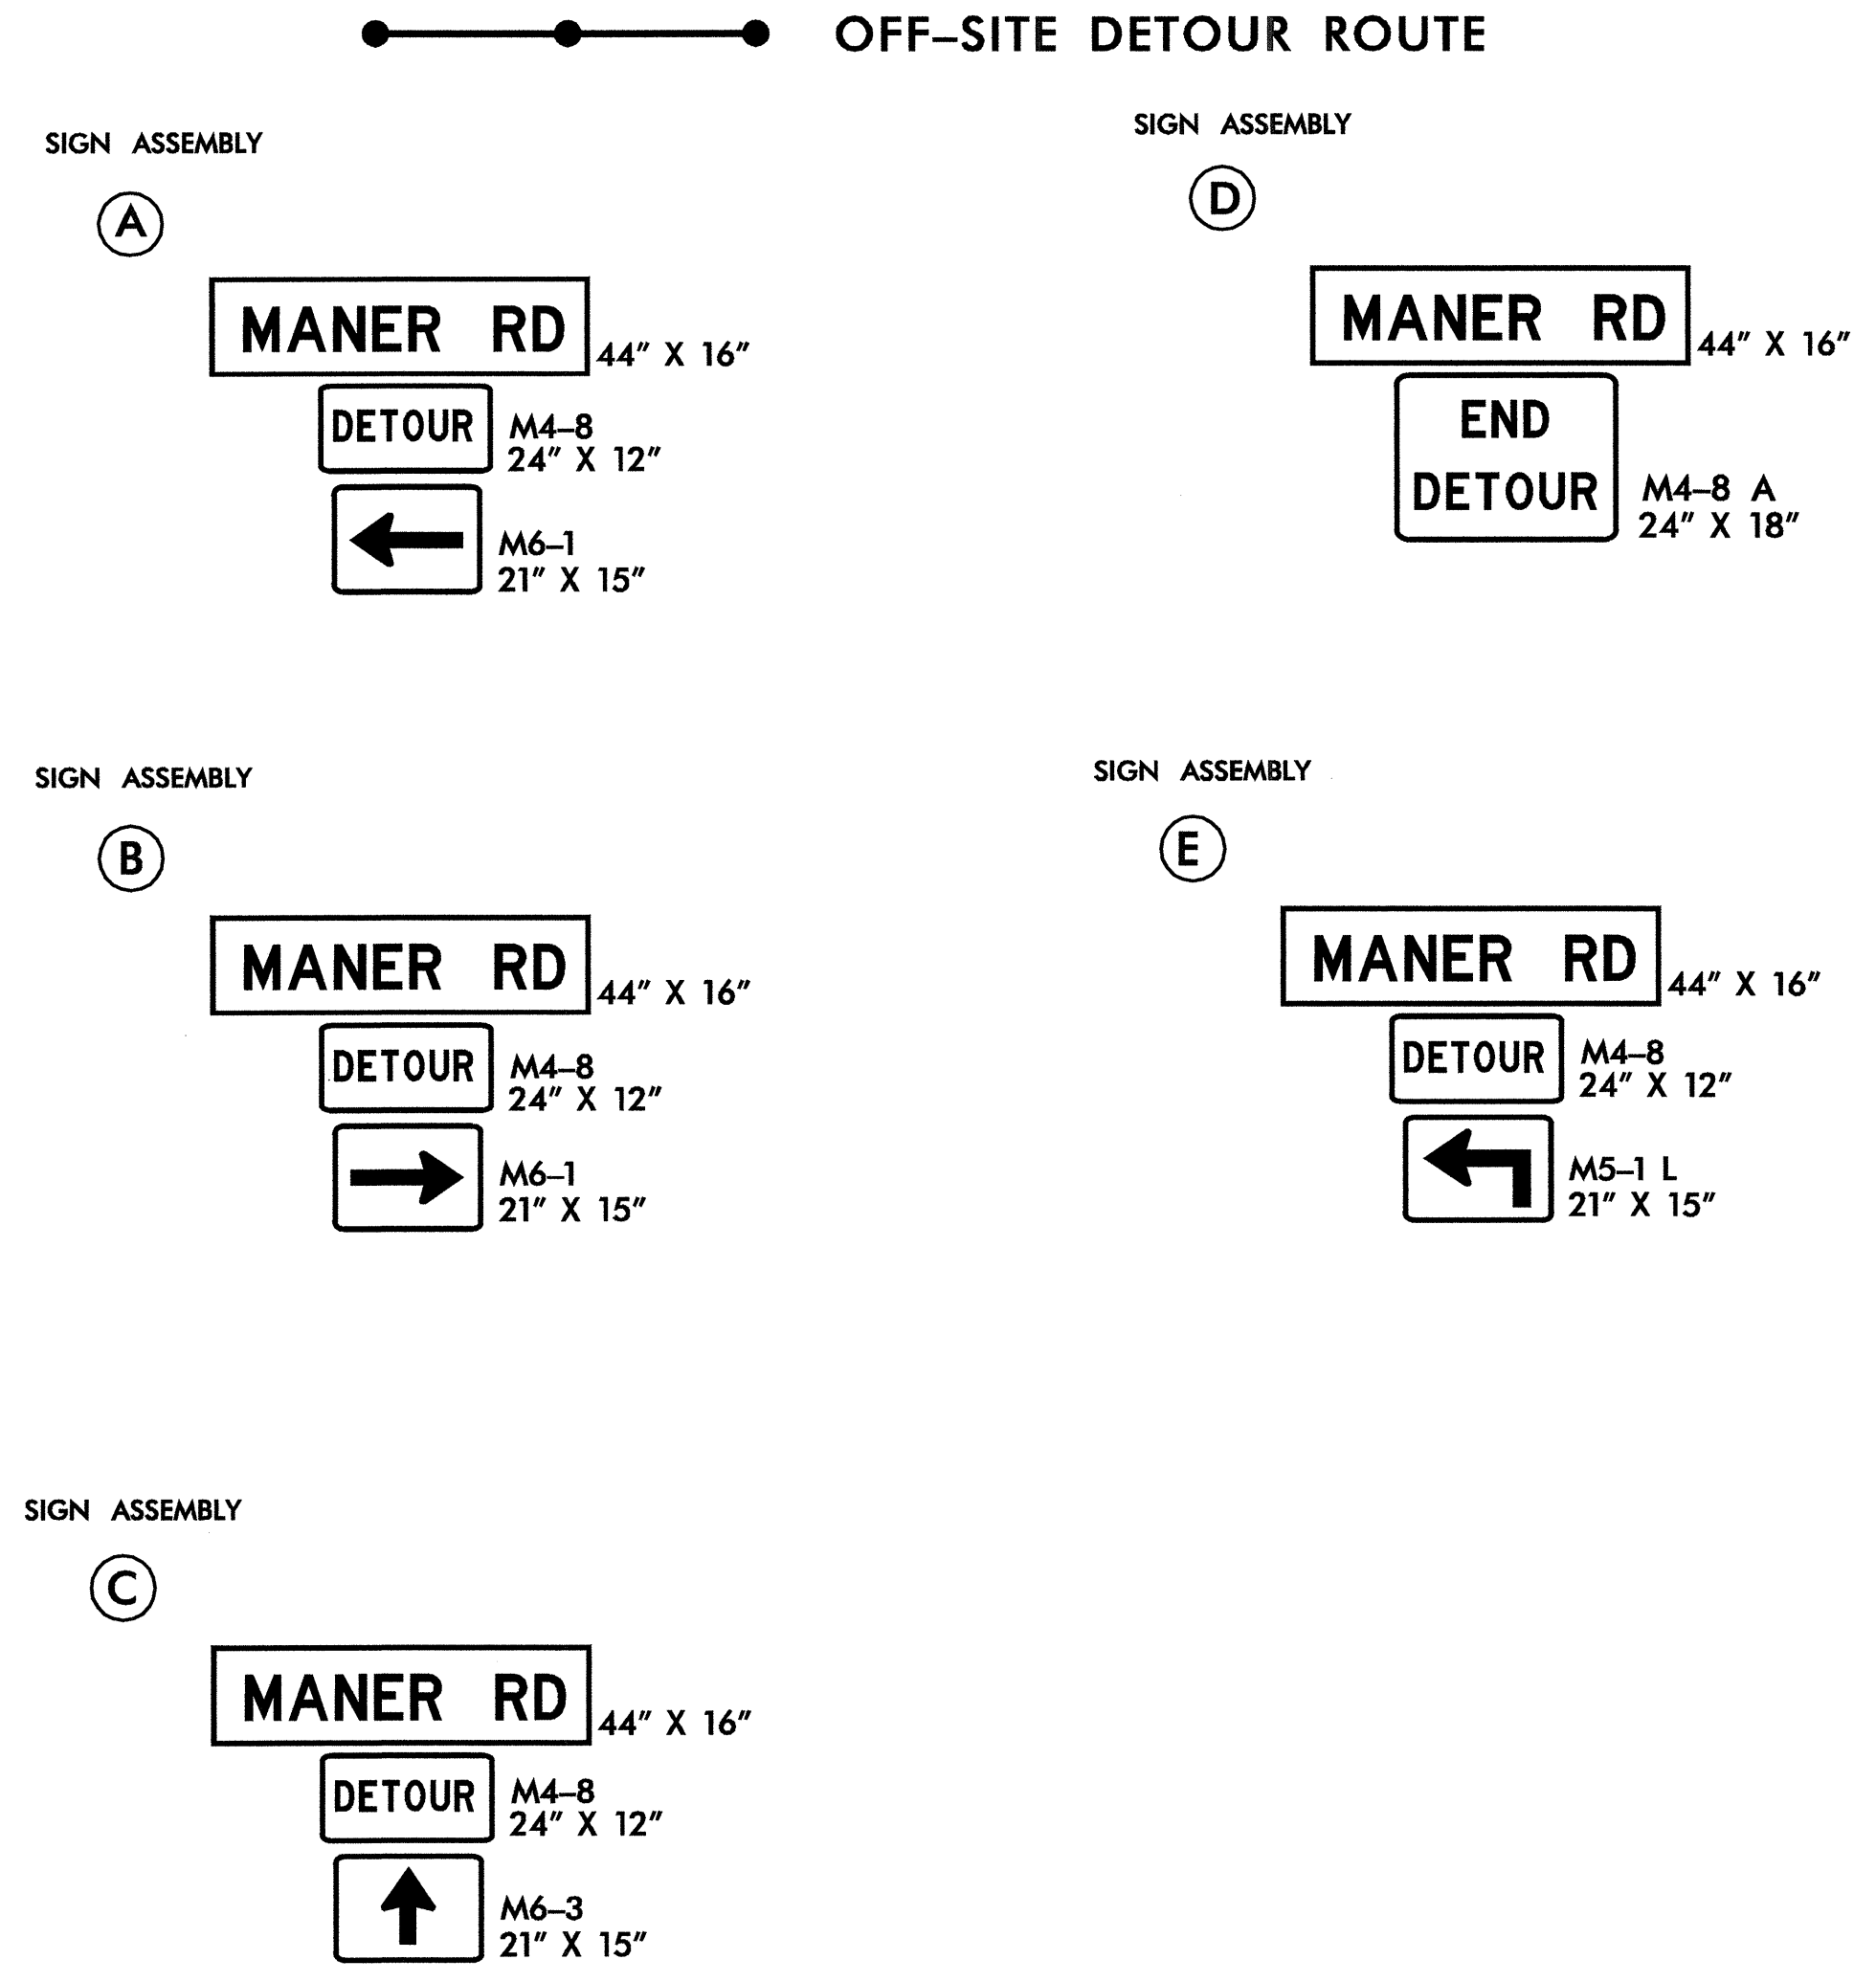 OFF–SITE DETOUR ROUTE
SIGN ASSEMBLY
A
MANER RD
44" X 16"
DETOUR
M4–8
24" X 12"
M6–1
21" X 15"
SIGN ASSEMBLY
B
MANER RD
44" X 16"
DETOUR
M4–8
24" X 12"
M6–1
21" X 15"
SIGN ASSEMBLY
C
MANER RD
44" X 16"
DETOUR
M4–8
24" X 12"
M6–3
21" X 15"
SIGN ASSEMBLY
D
MANER RD
44" X 16"
END
DETOUR
M4–8 A
24" X 18"
SIGN ASSEMBLY
E
MANER RD
44" X 16"
DETOUR
M4–8
24" X 12"
M5–1 L
21" X 15"